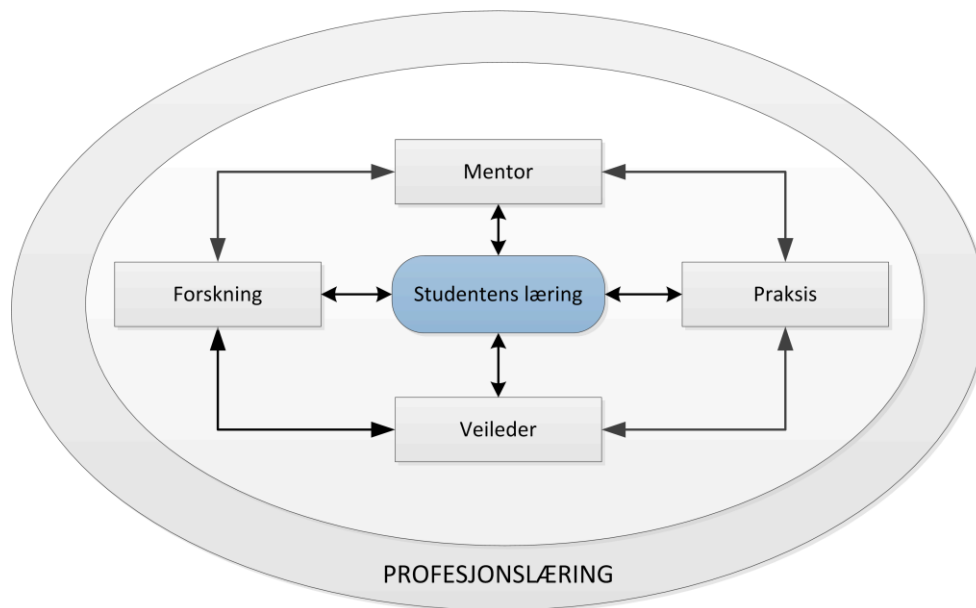 Mentor
Forskning
Studentens læring
Praksis
Veileder
PROFESJONSLÆRING